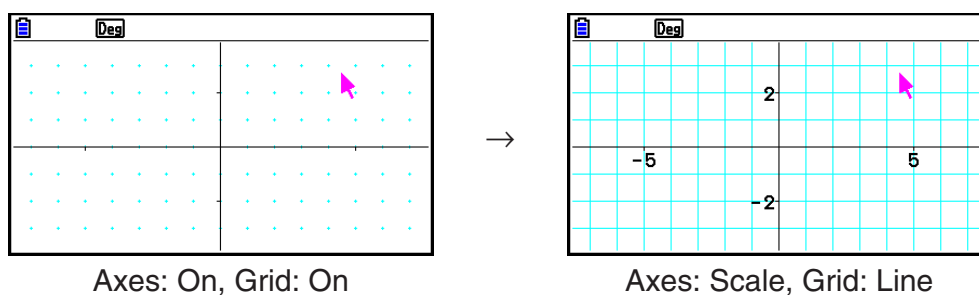 Deg
Deg
2
-5 5
-2
→
Axes: On, Grid: On
Axes: Scale, Grid: Line